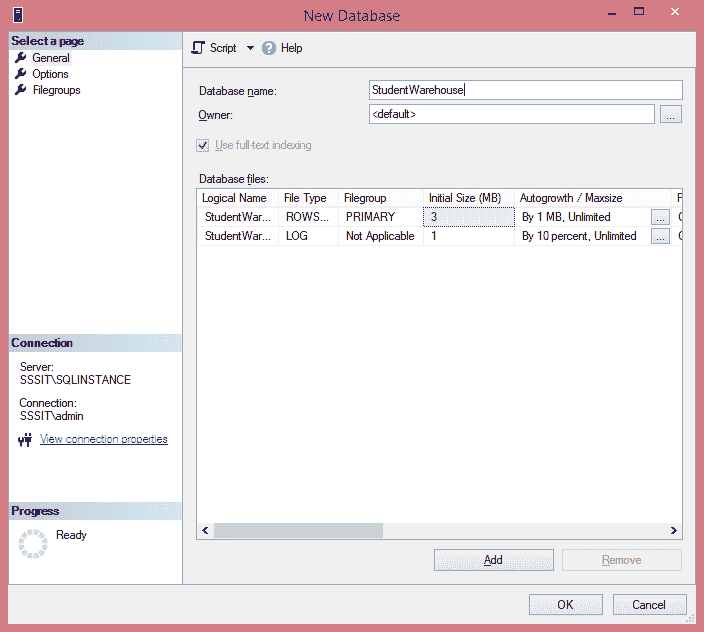 New Database
Select a page
General
Options
Filegroups
Script Help
Database name: StudentWarehouse
Owner: <default> ...
Use full-text indexing
Database files:
Logical Name File Type Filegroup Initial Size (MB) Autogrowth / Maxsize
StudentWar... ROWS... PRIMARY 3 By 1 MB, Unlimited ...
StudentWar... LOG Not Applicable 1 By 10 percent, Unlimited ...
Connection
Server:
SSSIT\SQLINSTANCE
Connection:
SSSIT\admin
View connection properties
Progress
Ready
Add Remove
OK Cancel